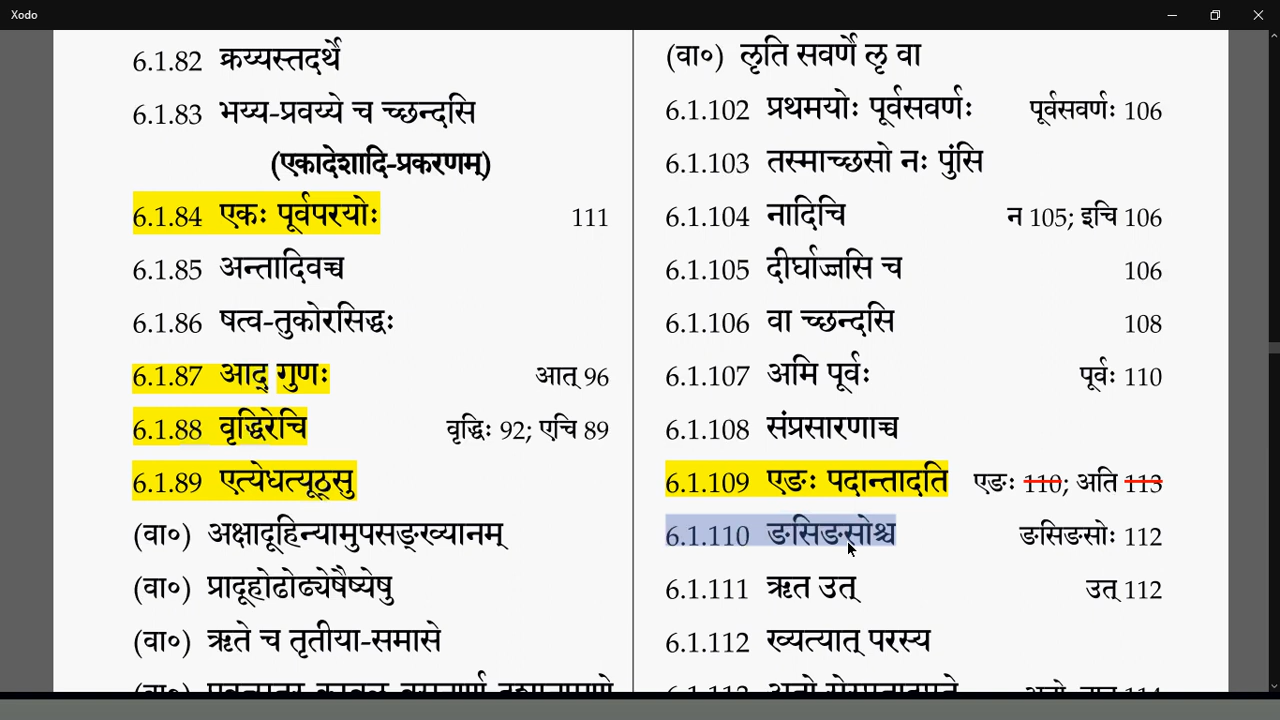 Xodo
6.1.82 क्रय्यस्तदर्थे
6.1.83 भय्य-प्रवय्ये च च्छन्दसि
(एकादेशादि-प्रकरणम्)
6.1.84 एकः पूर्वपरयोः 111
6.1.85 अन्तादिवच्च
6.1.86 षत्व-तुकोरसिद्धः
6.1.87 आद् गुणः आत् 96
6.1.88 वृद्धिरेचि वृद्धिः 92; एचि 89
6.1.89 एत्येधत्यूठ्सु
(वा०) अक्षादूहिन्यामुपसङ्ख्यानम्
(वा०) प्रादूहोढोढ्येषैष्येषु
(वा०) ऋते च तृतीया-समासे
(वा०) लृति सवर्णे लृ वा
6.1.102 प्रथमयोः पूर्वसवर्णः पूर्वसवर्णः 106
6.1.103 तस्माच्छसो नः पुंसि
6.1.104 नादिचि न 105; इचि 106
6.1.105 दीर्घाज्जसि च 106
6.1.106 वा च्छन्दसि 108
6.1.107 अमि पूर्वः पूर्वः 110
6.1.108 संप्रसारणाच्च
6.1.109 एङः पदान्तादति एङः 110; अति 113
6.1.110 ङसिङसोश्च ङसिङसोः 112
6.1.111 ऋत उत् उत् 112
6.1.112 ख्यत्यात् परस्य